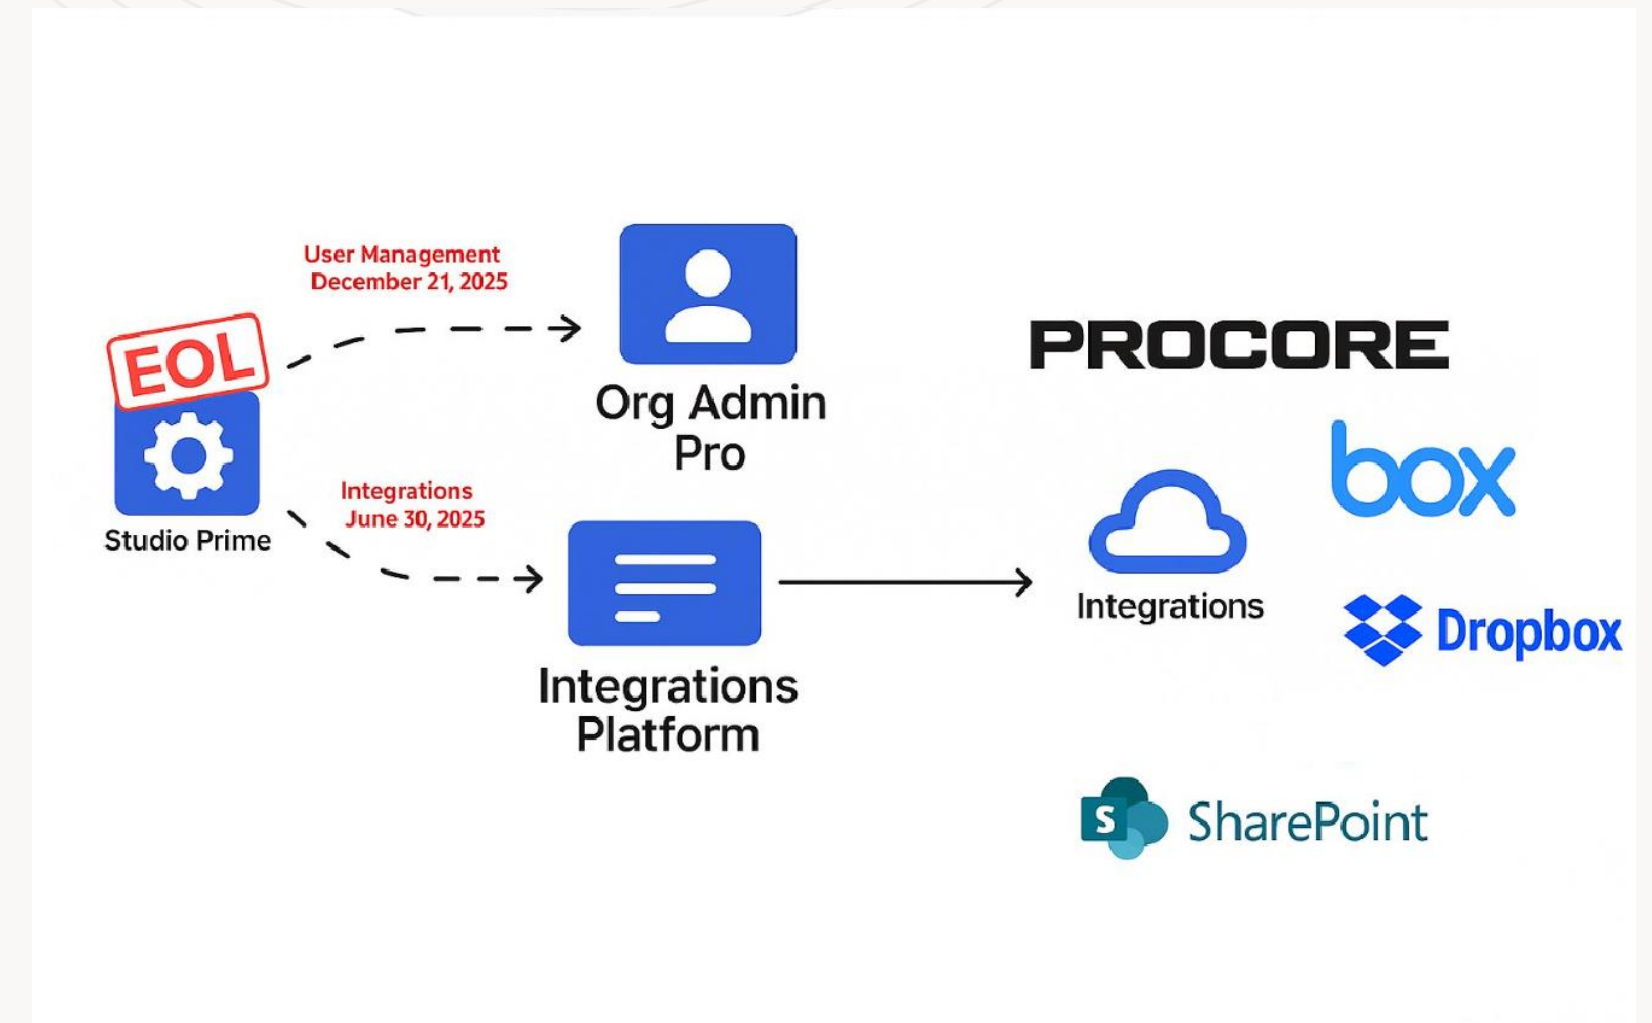 User Management
December 21, 2025
EOL
Studio Prime
Org Admin
Pro
Integrations
June 30, 2025
Integrations
Platform
PROCORE
box
Integrations
Dropbox
S
SharePoint